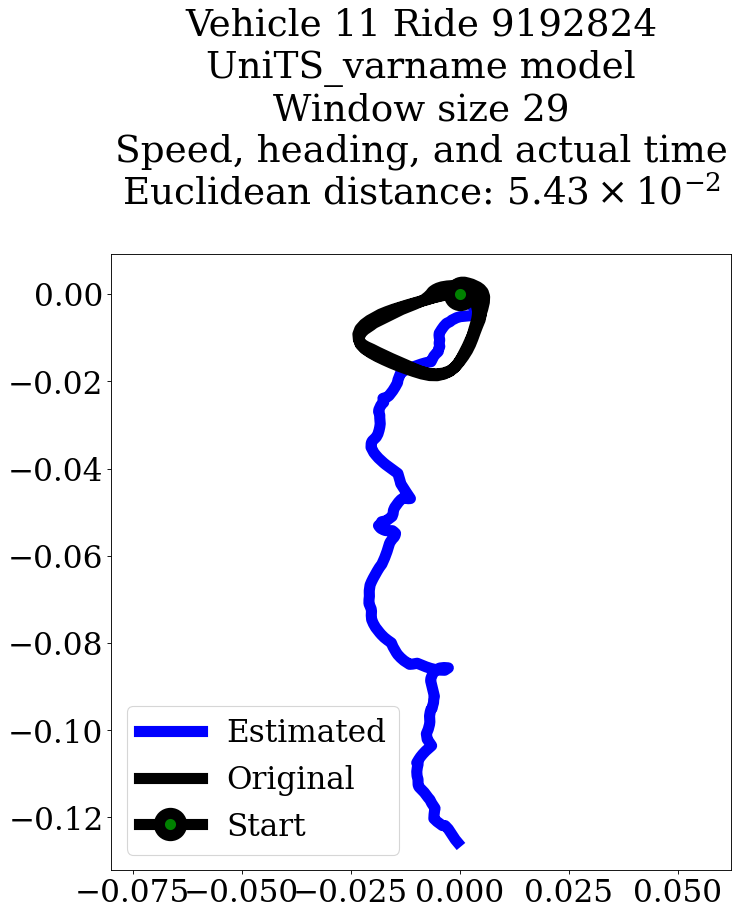 Vehicle 11 Ride 9192824
UniTS_varname model
Window size 29
Speed, heading, and actual time
Euclidean distance: 5.43 × 10⁻²
0.00
−0.02
−0.04
−0.06
−0.08
−0.10
−0.12
Estimated
Original
Start
−0.075 −0.050 −0.025 0.000 0.025 0.050